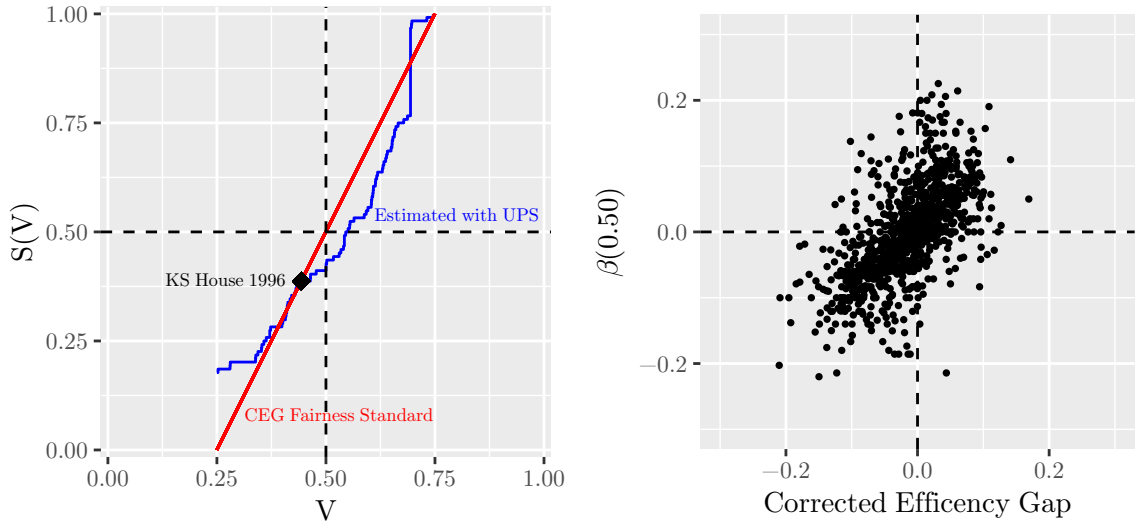 1.00
0.75
0.50
0.25
0.00
S(V)
Estimated with UPS
KS House 1996
CEG Fairness Standard
0.00 0.25 0.50 0.75 1.00
V
0.2
0.0
−0.2
β(0.50)
−0.2 0.0 0.2
Corrected Efficency Gap